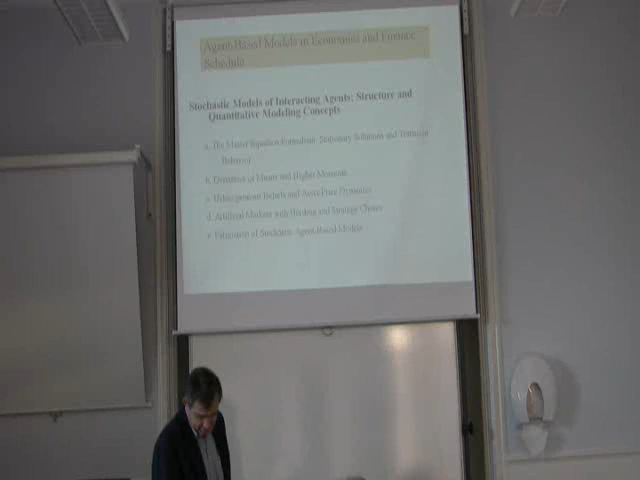 Agent-Based Models in Economics and Finance
Schedule
Stochastic Models of Interacting Agents: Structure and
Quantitative Modeling Concepts
a. The Master Equation Formalism: Stationary Solutions and Transient
Behavior
b. Dynamics of Means and Higher Moments
c. Heterogeneous Beliefs and Asset-Price Dynamics
d. Artificial Markets with Herding and Strategy Choice
Estimation of Stochastic Agent-Based Models